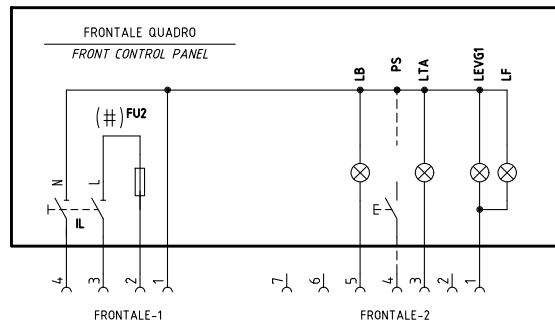 FRONTALE QUADRO
FRONT CONTROL PANEL
LB
PS
LTA
LEVG1
LF
(#) FU2
N
L
IL
4
3
2
1
7
6
5
4
3
2
1
FRONTALE-1
FRONTALE-2